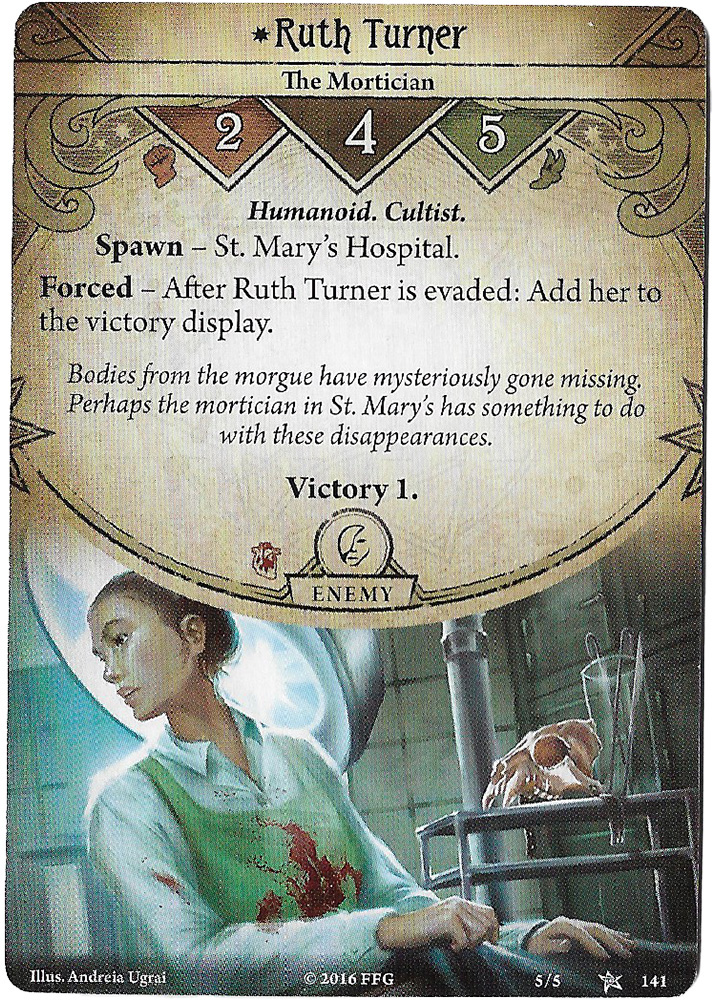 Ruth Turner
The Mortician
2 4 5
Humanoid. Cultist.
Spawn – St. Mary's Hospital.
Forced – After Ruth Turner is evaded: Add her to
the victory display.
Bodies from the morgue have mysteriously gone missing.
Perhaps the mortician in St. Mary's has something to do
with these disappearances.
Victory 1.
ENEMY
Illus. Andreia Ugrai © 2016 FFG 5/5 141